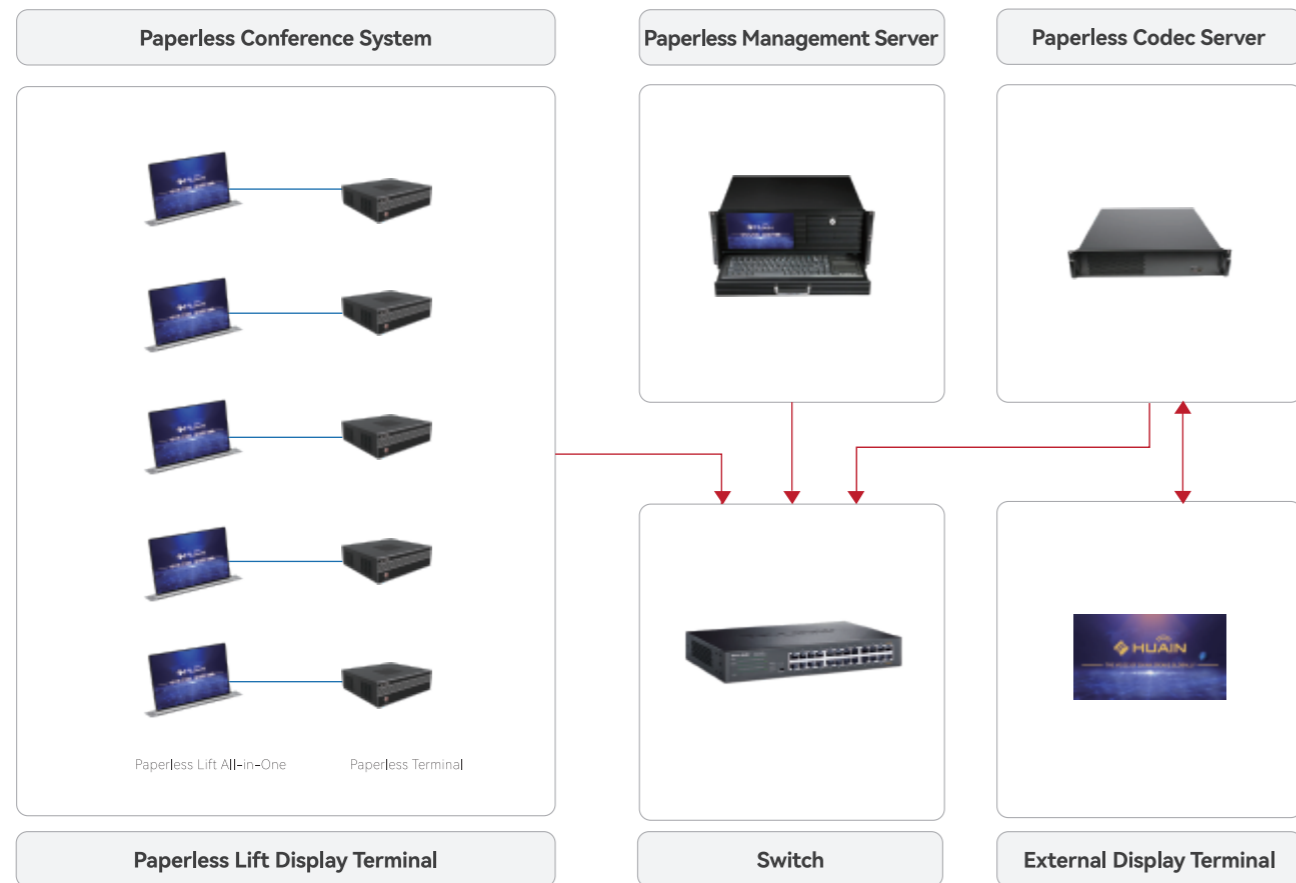 Paperless Conference System
Paperless Management Server
Paperless Codec Server
Paperless Lift All-in-One
Paperless Terminal
HUAIN
Paperless Lift Display Terminal
Switch
External Display Terminal